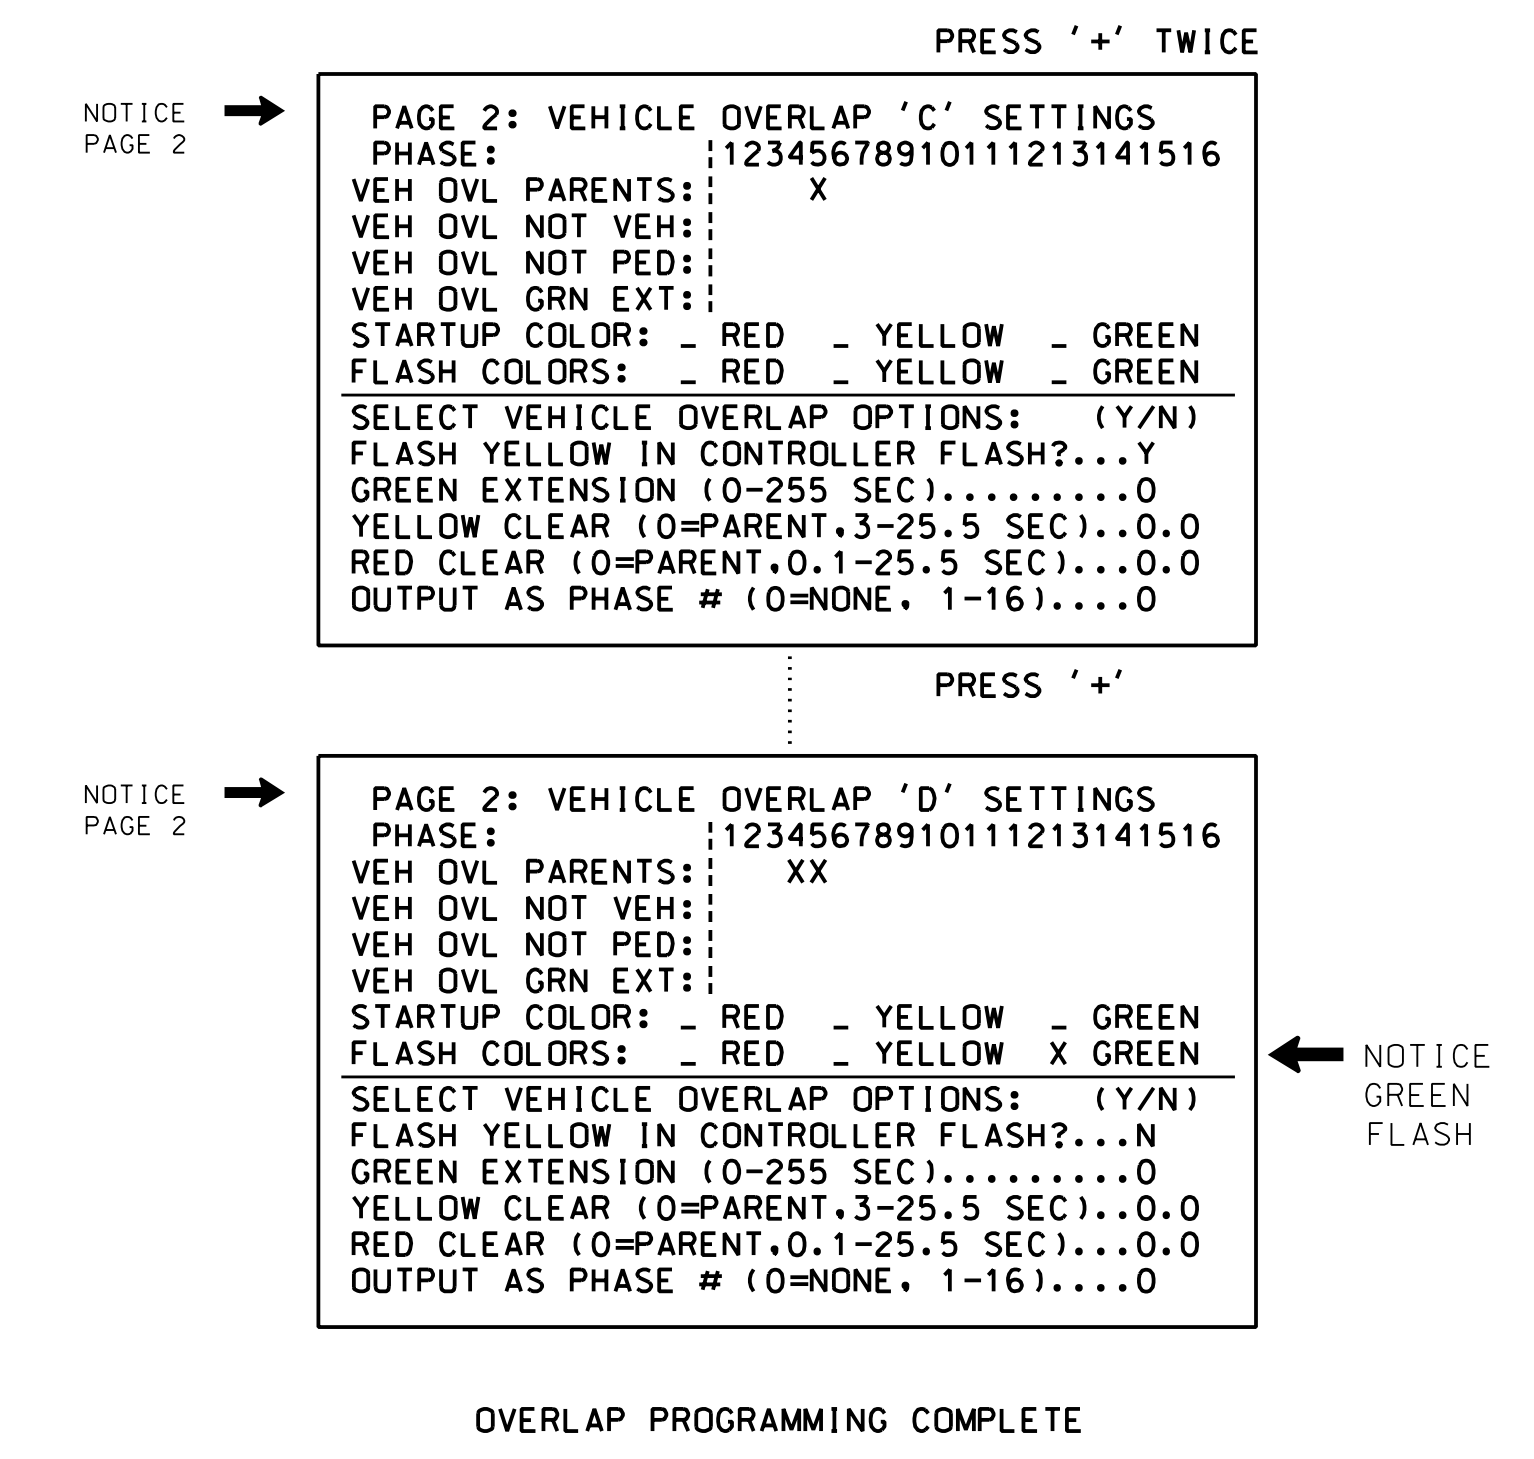 PRESS '+' TWICE
NOTICE
PAGE 2
PAGE 2: VEHICLE OVERLAP 'C' SETTINGS
PHASE: |12345678910111213141516
VEH OVL PARENTS:| X
VEH OVL NOT VEH:|
VEH OVL NOT PED:|
VEH OVL GRN EXT:|
STARTUP COLOR: _ RED _ YELLOW _ GREEN
FLASH COLORS: _ RED _ YELLOW _ GREEN
SELECT VEHICLE OVERLAP OPTIONS: (Y/N)
FLASH YELLOW IN CONTROLLER FLASH?...Y
GREEN EXTENSION (0-255 SEC).........0
YELLOW CLEAR (0=PARENT,3-25.5 SEC)..0.0
RED CLEAR (0=PARENT,0.1-25.5 SEC)...0.0
OUTPUT AS PHASE # (0=NONE, 1-16)....0
PRESS '+'
NOTICE
PAGE 2
PAGE 2: VEHICLE OVERLAP 'D' SETTINGS
PHASE: |12345678910111213141516
VEH OVL PARENTS:| XX
VEH OVL NOT VEH:|
VEH OVL NOT PED:|
VEH OVL GRN EXT:|
STARTUP COLOR: _ RED _ YELLOW _ GREEN
FLASH COLORS: _ RED _ YELLOW X GREEN
NOTICE
GREEN
FLASH
SELECT VEHICLE OVERLAP OPTIONS: (Y/N)
FLASH YELLOW IN CONTROLLER FLASH?...N
GREEN EXTENSION (0-255 SEC).........0
YELLOW CLEAR (0=PARENT,3-25.5 SEC)..0.0
RED CLEAR (0=PARENT,0.1-25.5 SEC)...0.0
OUTPUT AS PHASE # (0=NONE, 1-16)....0
OVERLAP PROGRAMMING COMPLETE